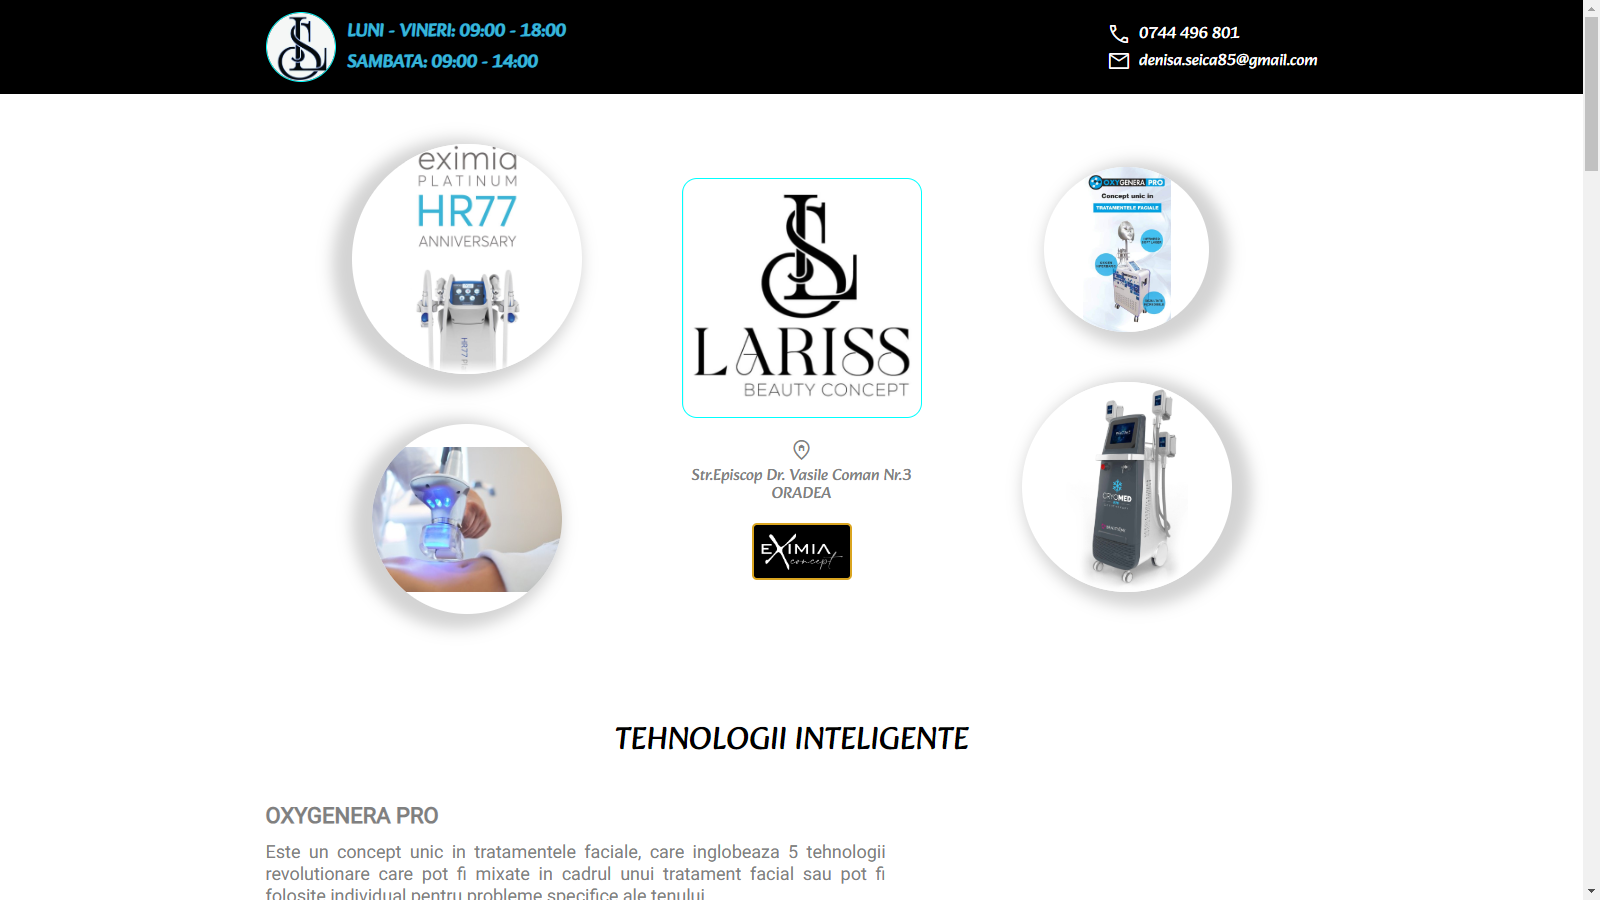 LUNI - VINERI: 09:00 - 18:00
SAMBATA: 09:00 - 14:00
0744 496 801
denisa.seica85@gmail.com
eximia
PLATINUM
HR77
ANNIVERSARY
HR77
OXYGENERA PRO
Concept unic in
TRATAMENTELE FACIALE
LARISS
BEAUTY CONCEPT
CRYOMED
Str.Episcop Dr. Vasile Coman Nr.3
ORADEA
EXIMIA
concept
TEHNOLOGII INTELIGENTE
OXYGENERA PRO
Este un concept unic in tratamentele faciale, care inglobeaza 5 tehnologii
revolutionare care pot fi mixate in cadrul unui tratament facial sau pot fi
folosite individual pentru probleme specifice ale tenului